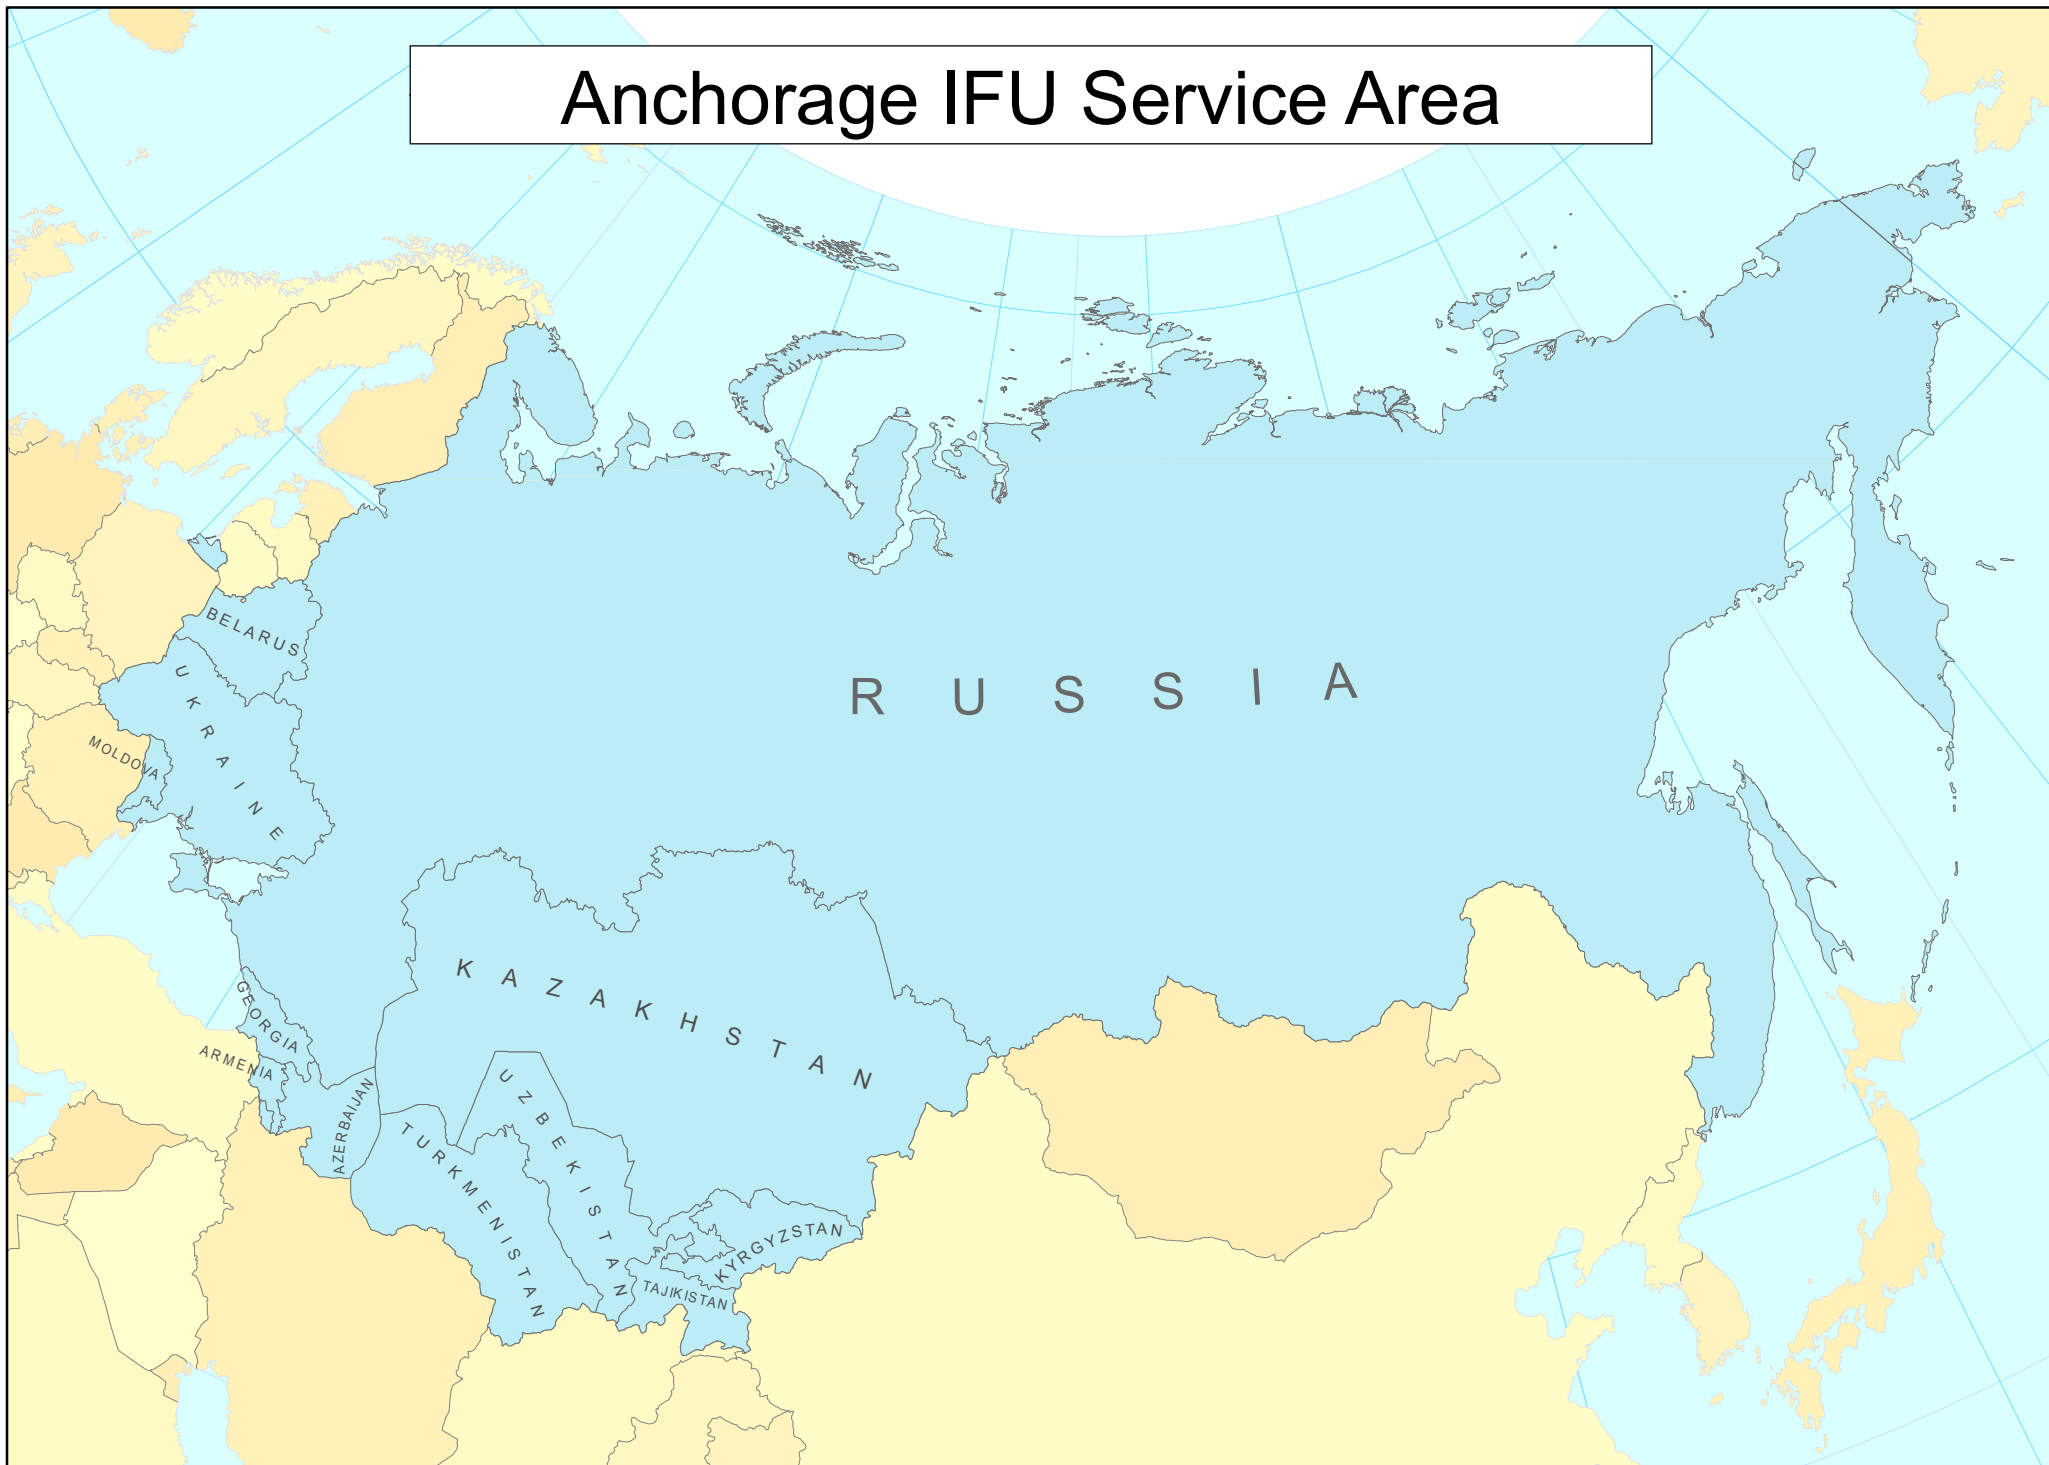 Anchorage IFU Service Area
BELARUS
RUSSIA
UKRAINE
MOLDOVA
KAZAKHSTAN
GEORGIA
ARMENIA
AZERBAIJAN
UZBEKISTAN
TURKMENISTAN
KYRGYZSTAN
TAJIKISTAN